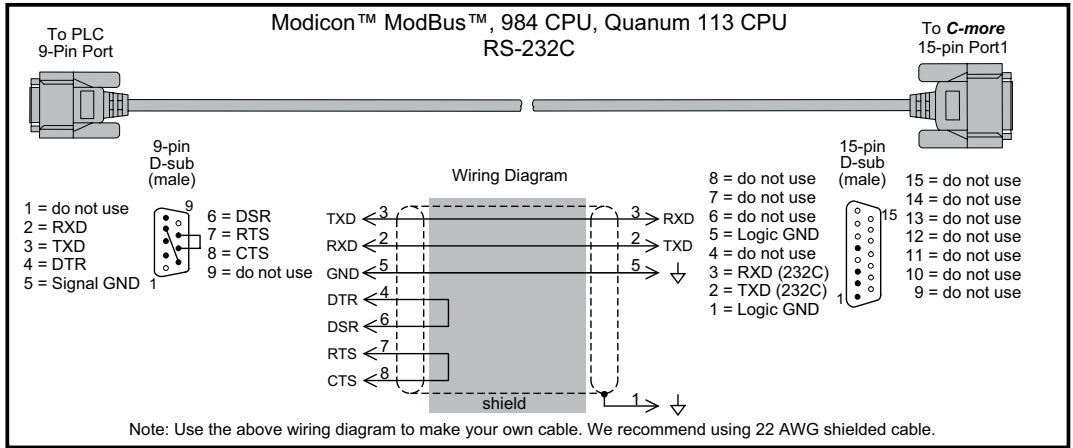 Modicon™ ModBus™, 984 CPU, Quanum 113 CPU
RS-232C
To PLC
9-Pin Port
To C-more
15-pin Port1
9-pin
D-sub
(male)
9
1
1 = do not use
2 = RXD
3 = TXD
4 = DTR
5 = Signal GND
6 = DSR
7 = RTS
8 = CTS
9 = do not use
Wiring Diagram
TXD 3 3 RXD
RXD 2 2 TXD
GND 5 5
DTR 4
DSR 6
RTS 7
CTS 8
shield
1
8 = do not use
7 = do not use
6 = do not use
5 = Logic GND
4 = do not use
3 = RXD (232C)
2 = TXD (232C)
1 = Logic GND
15-pin
D-sub
(male)
15
1
15 = do not use
14 = do not use
13 = do not use
12 = do not use
11 = do not use
10 = do not use
9 = do not use
Note: Use the above wiring diagram to make your own cable. We recommend using 22 AWG shielded cable.